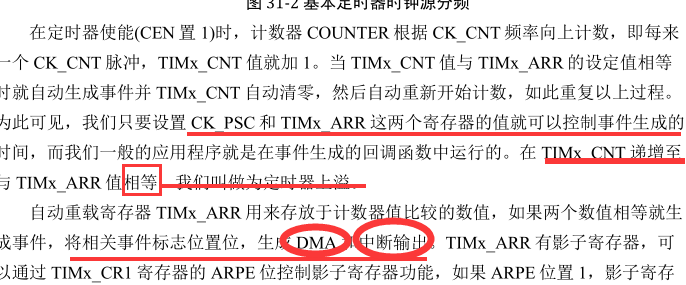 图 31-2 基本定时器时钟源分频
在定时器使能(CEN 置 1)时，计数器 COUNTER 根据 CK_CNT 频率向上计数，即每来
一个 CK_CNT 脉冲，TIMx_CNT 值就加 1。当 TIMx_CNT 值与 TIMx_ARR 的设定值相等
时就自动生成事件并 TIMx_CNT 自动清零，然后自动重新开始计数，如此重复以上过程。
为此可见，我们只要设置 CK_PSC 和 TIMx_ARR 这两个寄存器的值就可以控制事件生成的
时间，而我们一般的应用程序就是在事件生成的回调函数中运行的。在 TIMx_CNT 递增至
与 TIMx_ARR 值相等，我们叫做为定时器上溢。
自动重载寄存器 TIMx_ARR 用来存放于计数器值比较的数值，如果两个数值相等就生
成事件，将相关事件标志位置位，生成 DMA 和中断输出。TIMx_ARR 有影子寄存器，可
以通过 TIMx_CR1 寄存器的 ARPE 位控制影子寄存器功能，如果 ARPE 位置 1，影子寄存